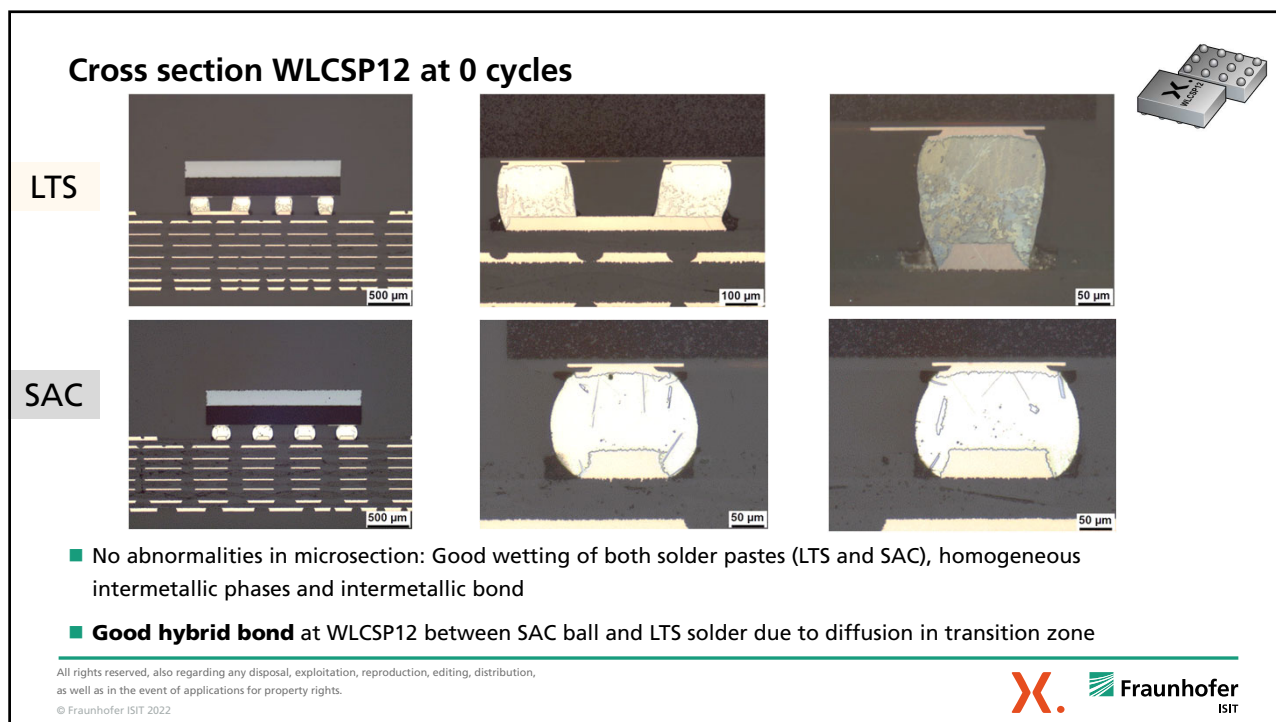 Cross section WLCSP12 at 0 cycles
X.
WLCSP12
LTS
500 µm
100 µm
50 µm
SAC
500 µm
50 µm
50 µm
No abnormalities in microsection: Good wetting of both solder pastes (LTS and SAC), homogeneous
intermetallic phases and intermetallic bond
Good hybrid bond at WLCSP12 between SAC ball and LTS solder due to diffusion in transition zone
All rights reserved, also regarding any disposal, exploitation, reproduction, editing, distribution,
as well as in the event of applications for property rights.
© Fraunhofer ISIT 2022
X.
Fraunhofer
ISIT